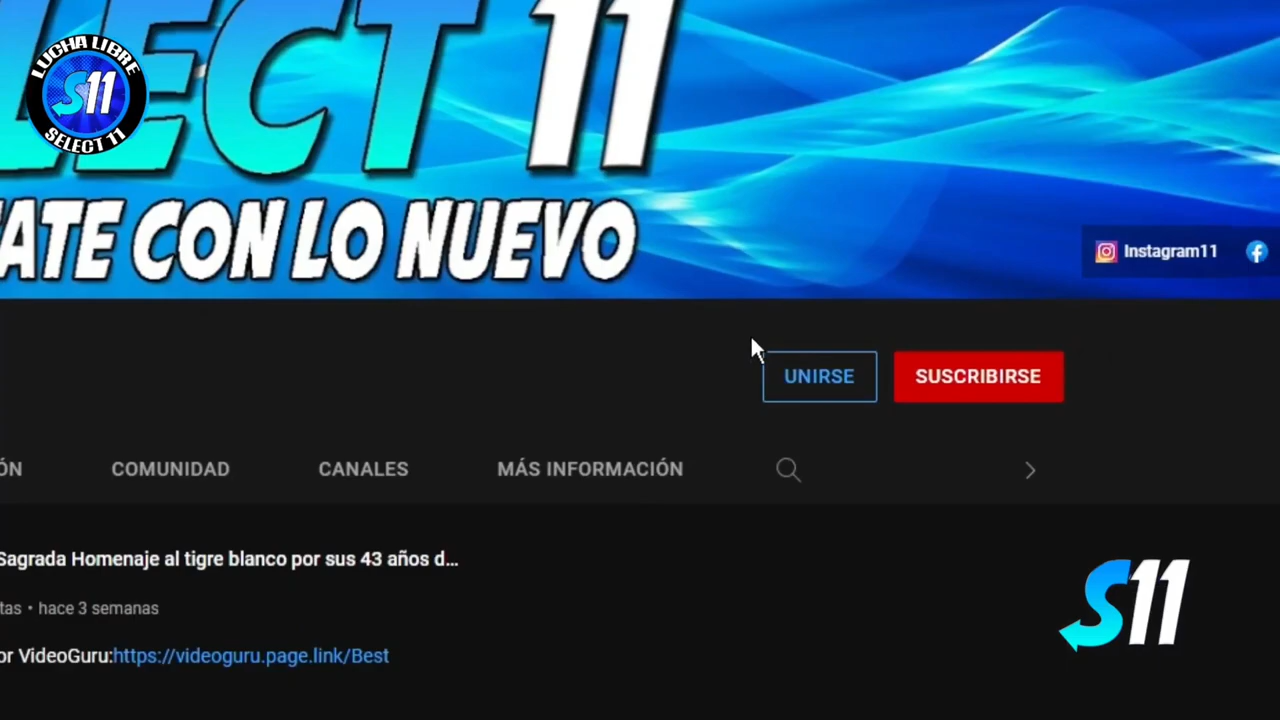 LECT 11
LUCHA LIBRE
S11
SELECT 11
CON LO NUEVO
Instagram11
UNIRSE
SUSCRIBIRSE
COMUNIDAD
CANALES
MÁS INFORMACIÓN
Sagrada Homenaje al tigre blanco por sus 43 años d...
tas • hace 3 semanas
or VideoGuru:https://videoguru.page.link/Best
S11